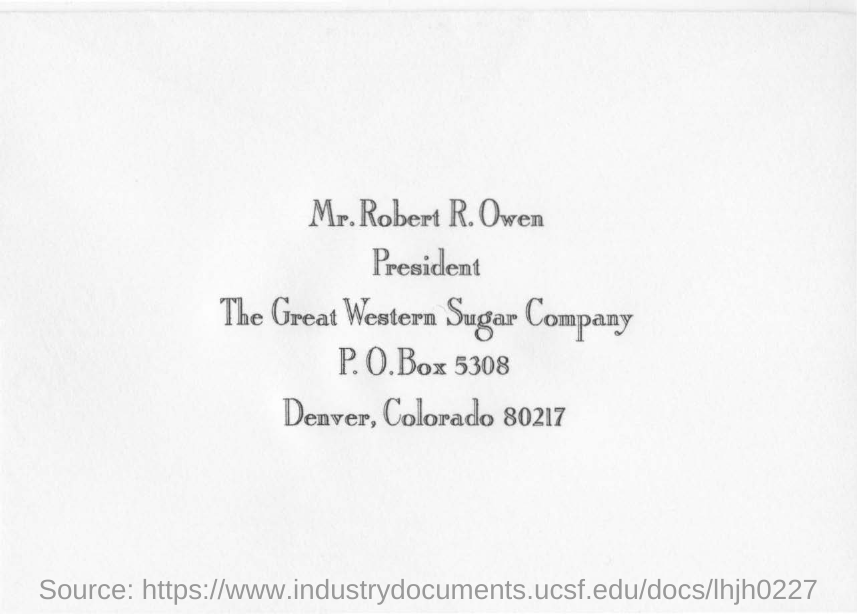 Mr. Robert R. Owen
President
The Great Western Sugar Company
P. O. Box 5308
Denver, Colorado 80217
Source: https://www.industrydocuments.ucsf.edu/docs/lhjh0227